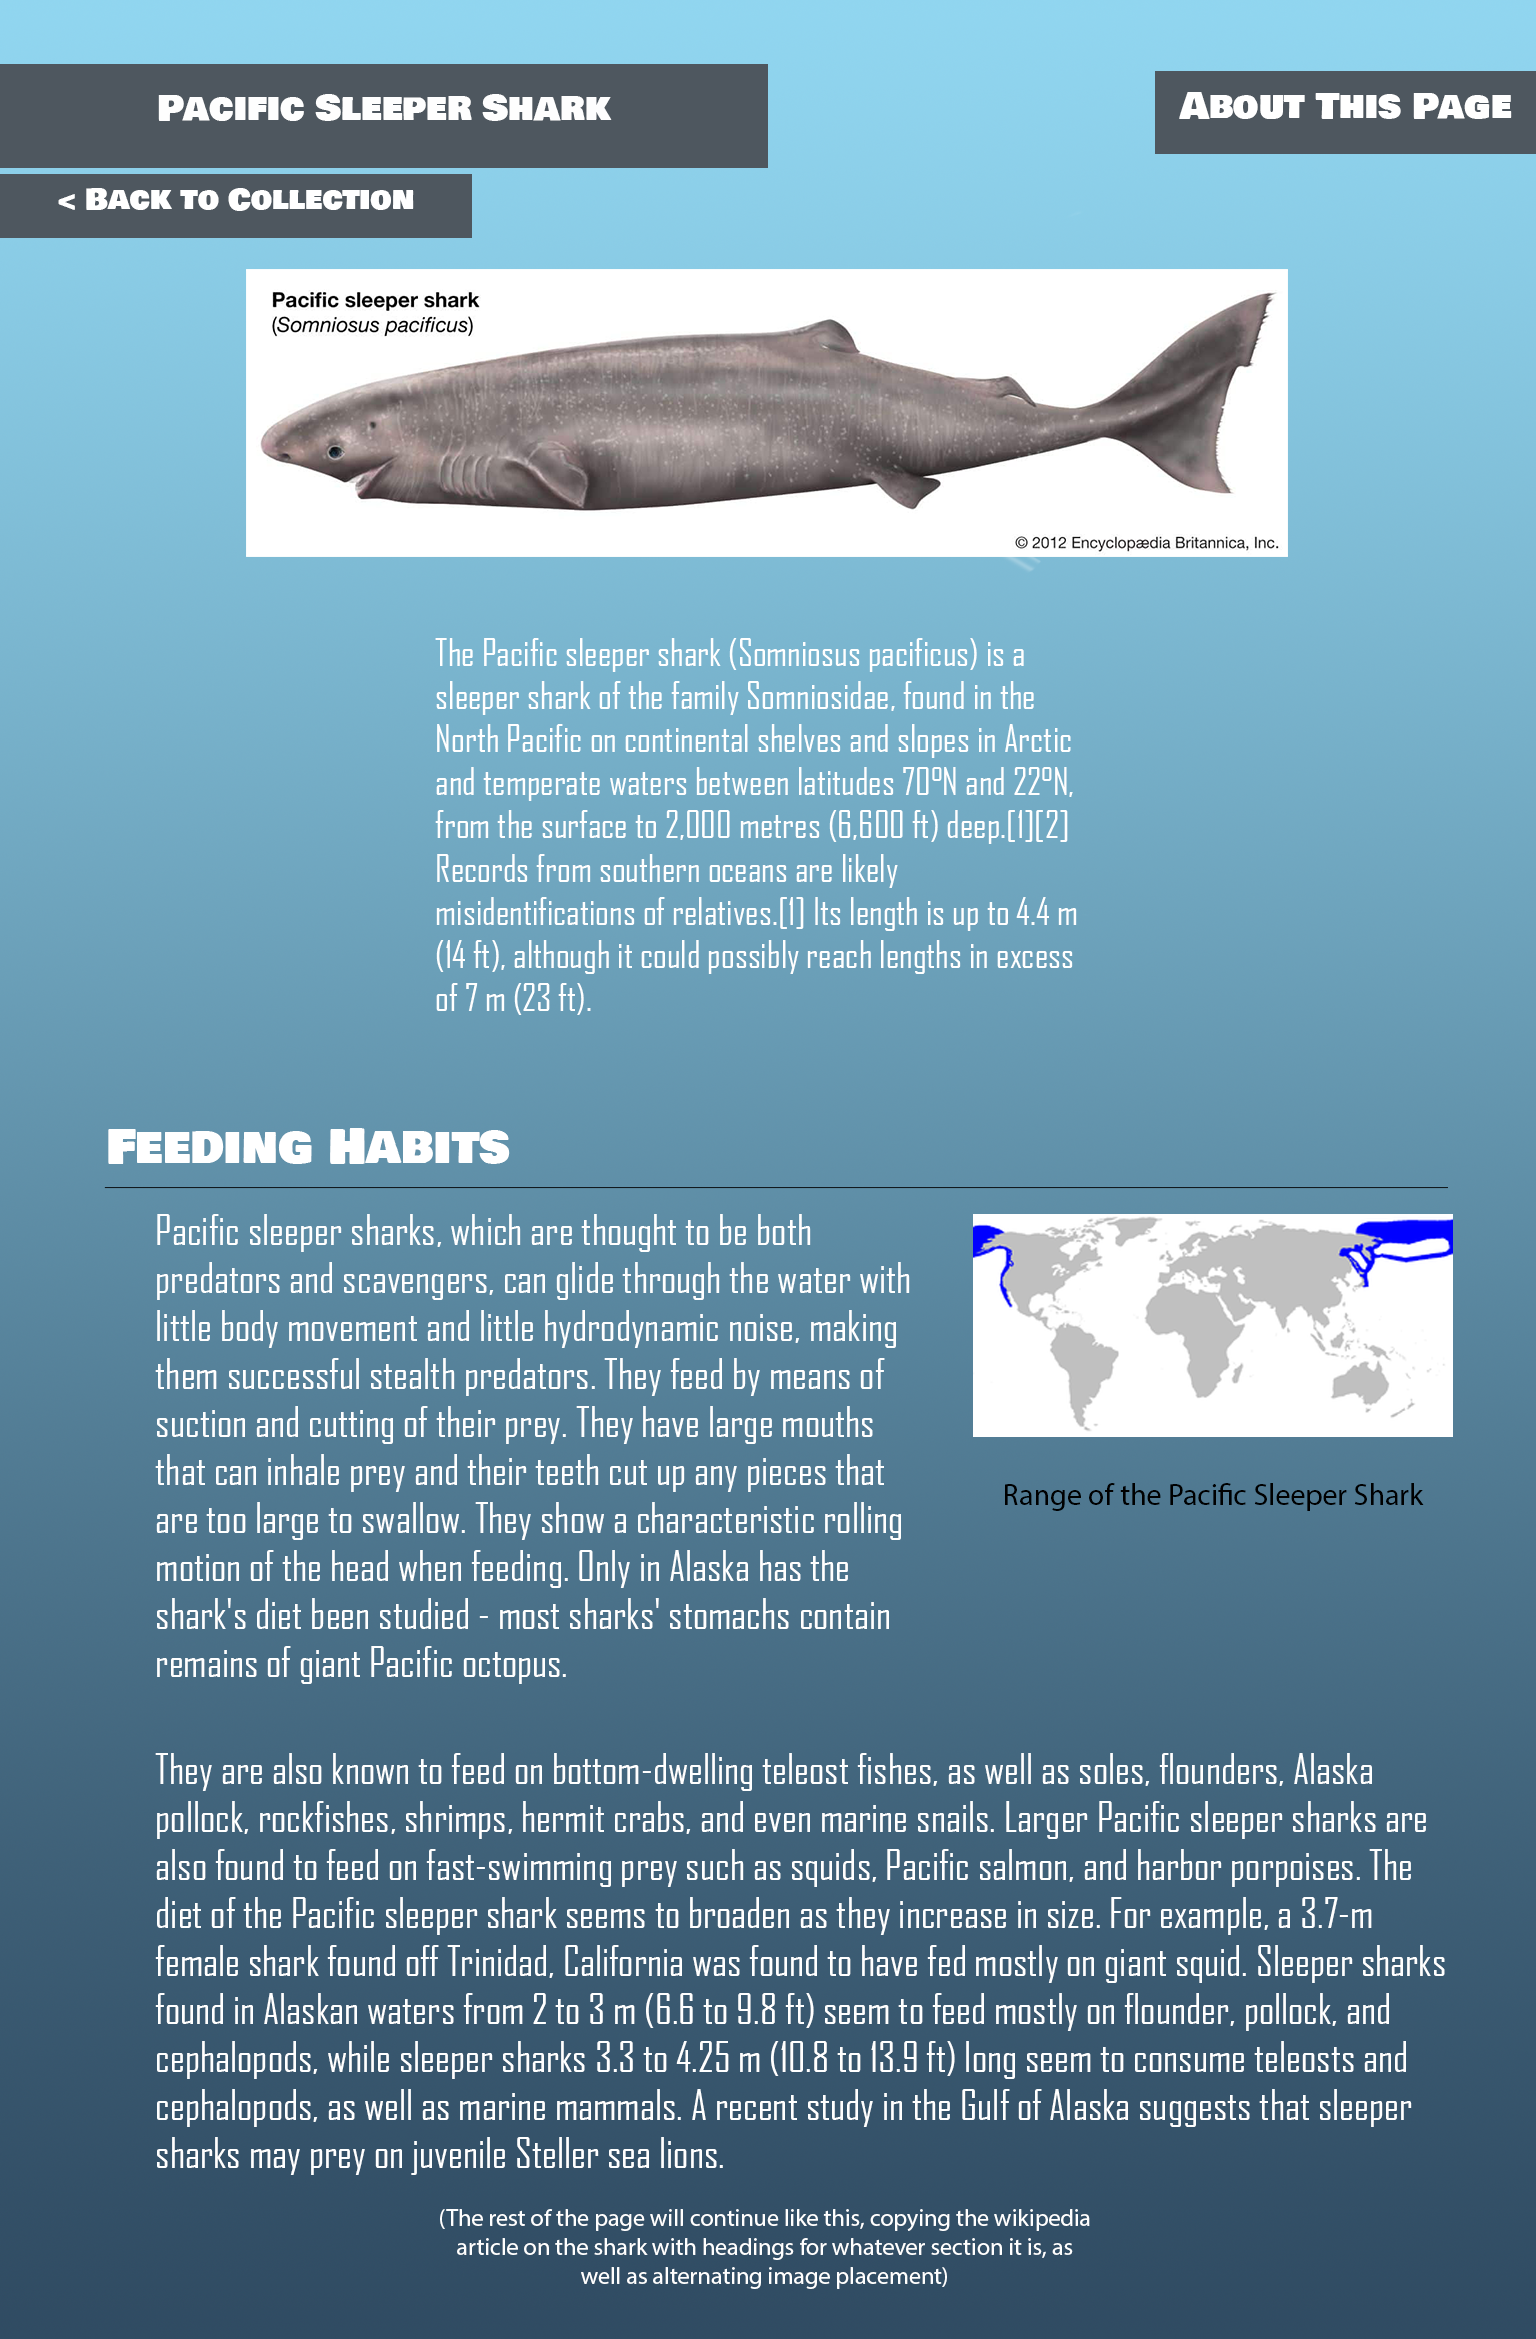 Pacific Sleeper Shark
About This Page
< Back to Collection
Pacific sleeper shark
(Somniosus pacificus)
© 2012 Encyclopædia Britannica, Inc.
The Pacific sleeper shark (Somniosus pacificus) is a
sleeper shark of the family Somniosidae, found in the
North Pacific on continental shelves and slopes in Arctic
and temperate waters between latitudes 70°N and 22°N,
from the surface to 2,000 metres (6,600 ft) deep.[1][2]
Records from southern oceans are likely
misidentifications of relatives.[1] Its length is up to 4.4 m
(14 ft), although it could possibly reach lengths in excess
of 7 m (23 ft).
Feeding Habits
Pacific sleeper sharks, which are thought to be both
predators and scavengers, can glide through the water with
little body movement and little hydrodynamic noise, making
them successful stealth predators. They feed by means of
suction and cutting of their prey. They have large mouths
that can inhale prey and their teeth cut up any pieces that
are too large to swallow. They show a characteristic rolling
motion of the head when feeding. Only in Alaska has the
shark's diet been studied - most sharks' stomachs contain
remains of giant Pacific octopus.
Range of the Pacific Sleeper Shark
They are also known to feed on bottom-dwelling teleost fishes, as well as soles, flounders, Alaska
pollock, rockfishes, shrimps, hermit crabs, and even marine snails. Larger Pacific sleeper sharks are
also found to feed on fast-swimming prey such as squids, Pacific salmon, and harbor porpoises. The
diet of the Pacific sleeper shark seems to broaden as they increase in size. For example, a 3.7-m
female shark found off Trinidad, California was found to have fed mostly on giant squid. Sleeper sharks
found in Alaskan waters from 2 to 3 m (6.6 to 9.8 ft) seem to feed mostly on flounder, pollock, and
cephalopods, while sleeper sharks 3.3 to 4.25 m (10.8 to 13.9 ft) long seem to consume teleosts and
cephalopods, as well as marine mammals. A recent study in the Gulf of Alaska suggests that sleeper
sharks may prey on juvenile Steller sea lions.
(The rest of the page will continue like this, copying the wikipedia
article on the shark with headings for whatever section it is, as
well as alternating image placement)